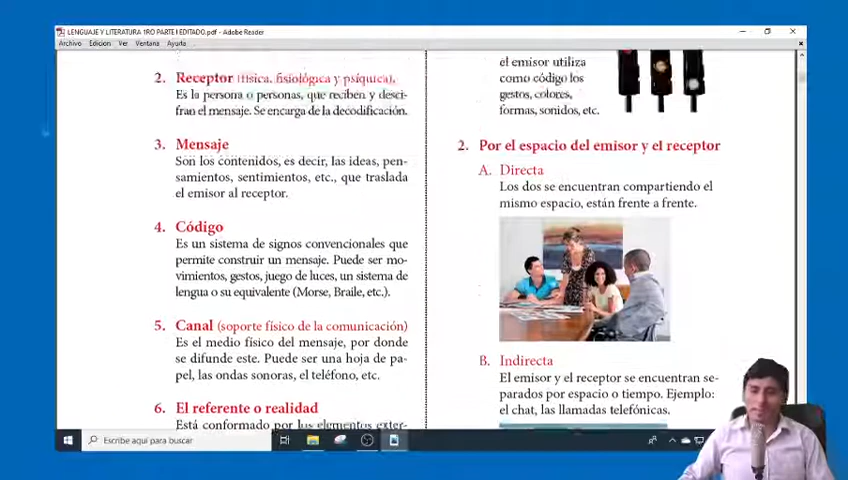 LENGUAJE Y LITERATURA 1RO PARTE I EDITADO.pdf - Adobe Reader
Archivo Edicion Ver Ventana Ayuda
2. Receptor (física, fisiológica y psíquica).
Es la persona o personas, que reciben y desci-
fran el mensaje. Se encarga de la decodificación.
3. Mensaje
Son los contenidos, es decir, las ideas, pen-
samientos, sentimientos, etc., que traslada
el emisor al receptor.
4. Código
Es un sistema de signos convencionales que
permite construir un mensaje. Puede ser mo-
vimientos, gestos, juego de luces, un sistema de
lengua o su equivalente (Morse, Braile, etc.).
5. Canal (soporte físico de la comunicación)
Es el medio físico del mensaje, por donde
se difunde este. Puede ser una hoja de pa-
pel, las ondas sonoras, el teléfono, etc.
6. El referente o realidad
Está conformado por los elementos exter-
el emisor utiliza
como código los
gestos, colores,
formas, sonidos, etc.
2. Por el espacio del emisor y el receptor
A. Directa
Los dos se encuentran compartiendo el
mismo espacio, están frente a frente.
B. Indirecta
El emisor y el receptor se encuentran se-
parados por espacio o tiempo. Ejemplo:
el chat, las llamadas telefónicas.
Escribe aquí para buscar